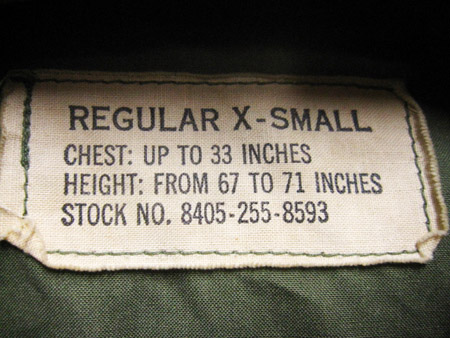 REGULAR X-SMALL
CHEST: UP TO 33 INCHES
HEIGHT: FROM 67 TO 71 INCHES
STOCK NO. 8405-255-8593